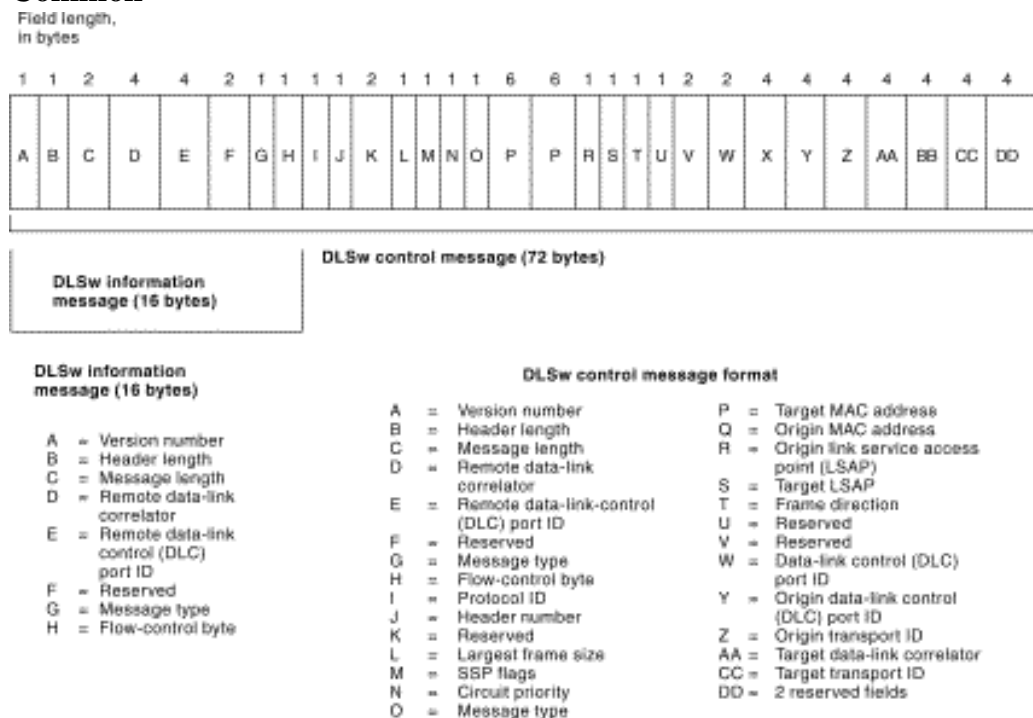 Field length,
in bytes
1 1 2 4 4 2 1 1 1 1 2 1 1 1 1 6 6 1 1 1 1 2 2 4 4 4 4 4 4 4
A B C D E F G H I J K L M N O P P R S T U V W X Y Z AA BB CC DD
DLSw control message (72 bytes)
DLSw information
message (16 bytes)
DLSw information
message (16 bytes)
A = Version number
B = Header length
C = Message length
D = Remote data-link
correlator
E = Remote data-link
control (DLC)
port ID
F = Reserved
G = Message type
H = Flow-control byte
DLSw control message format
A = Version number
B = Header length
C = Message length
D = Remote data-link
correlator
E = Remote data-link-control
(DLC) port ID
F = Reserved
G = Message type
H = Flow-control byte
I = Protocol ID
J = Header number
K = Reserved
L = Largest frame size
M = SSP flags
N = Circuit priority
O = Message type
P = Target MAC address
Q = Origin MAC address
R = Origin link service access
point (LSAP)
S = Target LSAP
T = Frame direction
U = Reserved
V = Reserved
W = Data-link control (DLC)
port ID
Y = Origin data-link control
(DLC) port ID
Z = Origin transport ID
AA = Target data-link correlator
CC = Target transport ID
DD = 2 reserved fields